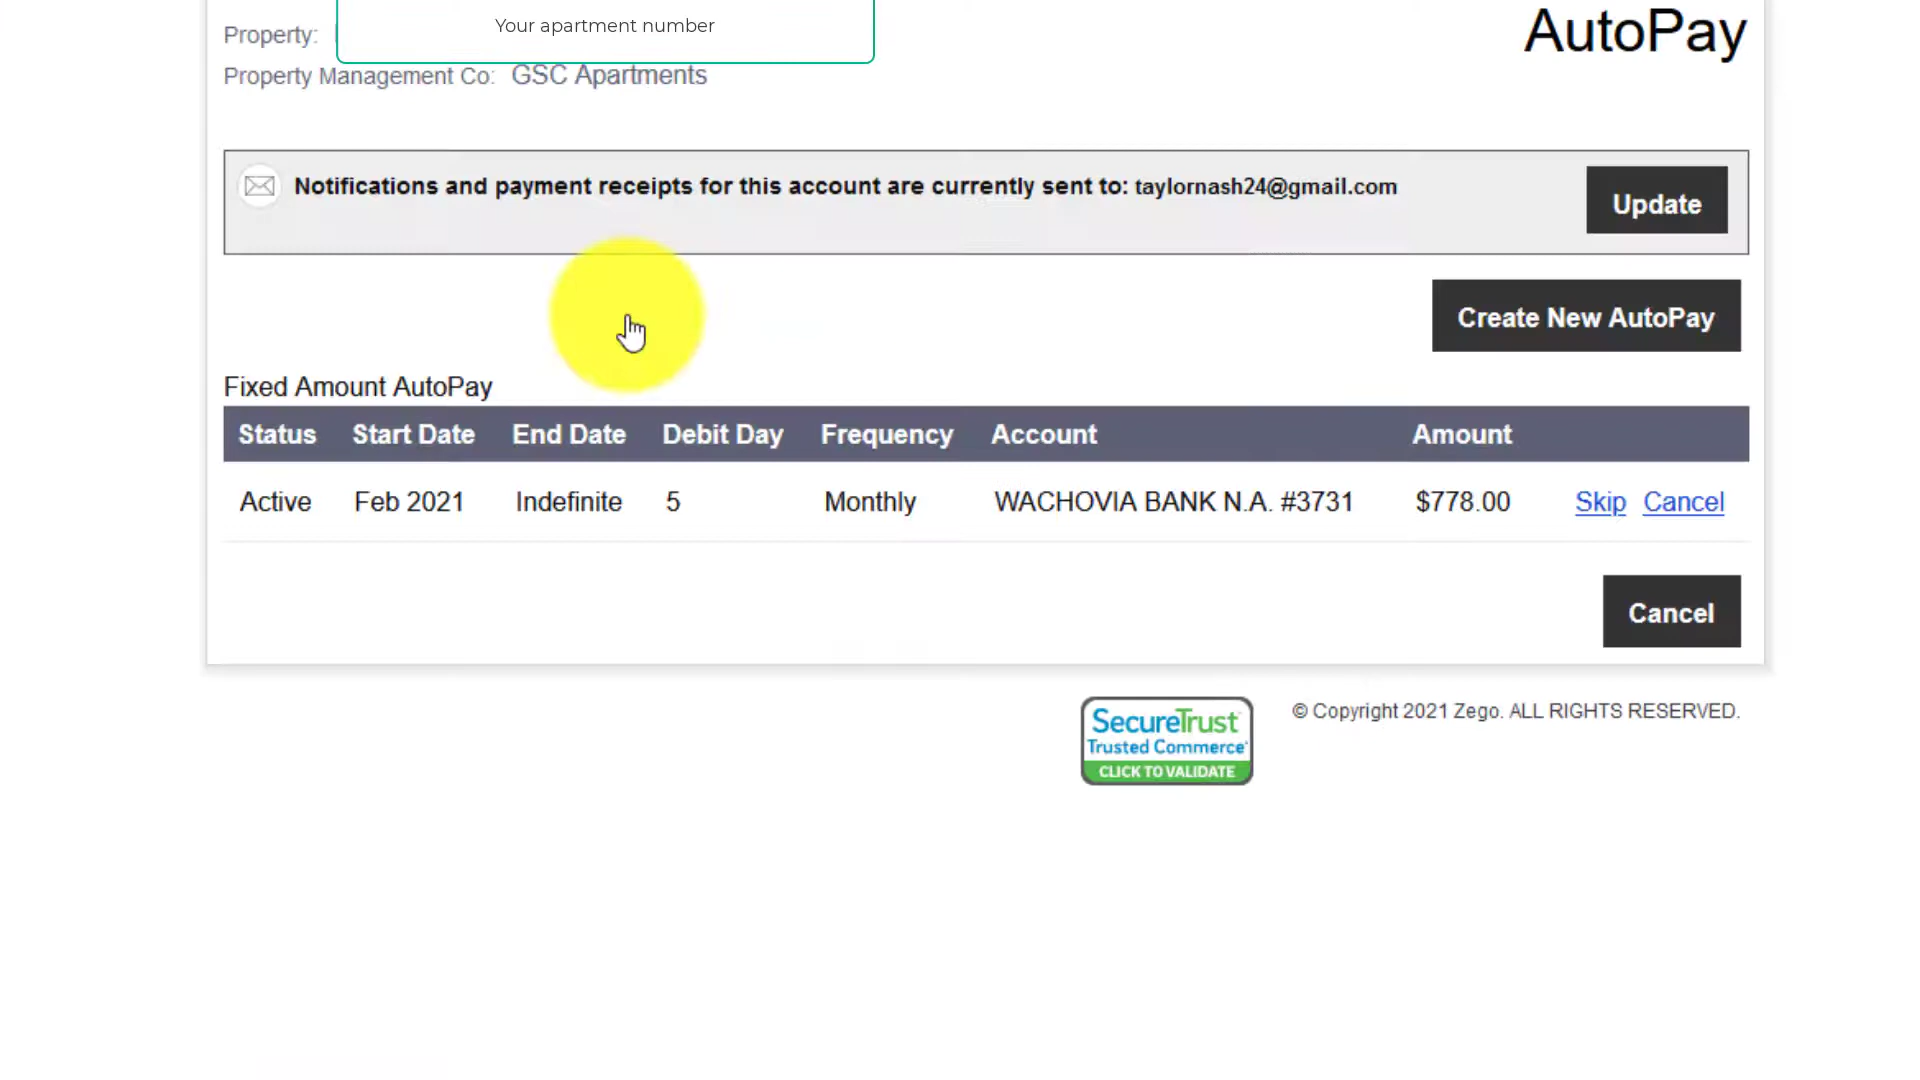 Your apartment number
AutoPay
Property:
Property Management Co: GSC Apartments
Notifications and payment receipts for this account are currently sent to: taylornash24@gmail.com
Update
Create New AutoPay
Fixed Amount AutoPay
Status Start Date End Date Debit Day Frequency Account Amount
Active Feb 2021 Indefinite 5 Monthly WACHOVIA BANK N.A. #3731 $778.00 Skip Cancel
Cancel
SecureTrust
Trusted Commerce
CLICK TO VALIDATE
© Copyright 2021 Zego. ALL RIGHTS RESERVED.